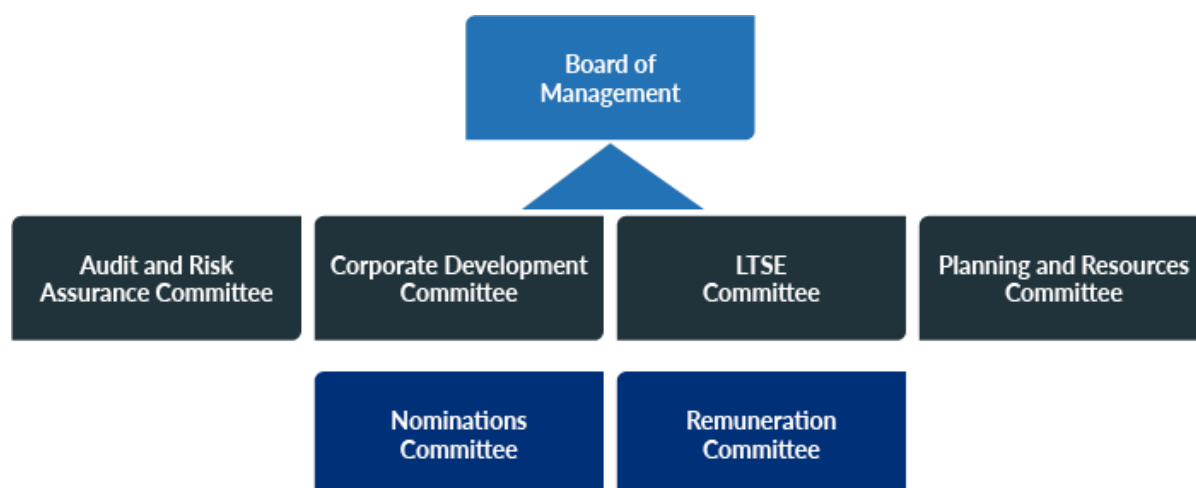 Board of
Management
Audit and Risk
Assurance Committee
Corporate Development
Committee
LTSE
Committee
Planning and Resources
Committee
Nominations
Committee
Remuneration
Committee